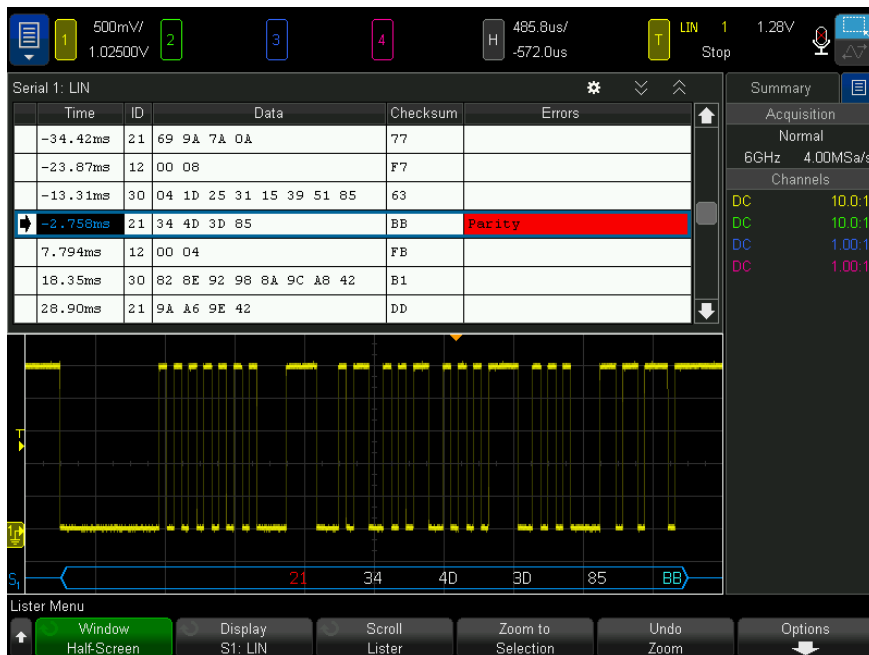 1 500mV/ 2 3 4 H 485.8us/ T LIN 1 1.28V
1.02500V -572.0us Stop
Serial 1: LIN Summary
Time ID Data Checksum Errors Acquisition
-34.42ms 21 69 9A 7A 0A 77 Normal
-23.87ms 12 00 08 F7 6GHz 4.00MSa/s
-13.31ms 30 04 1D 25 31 15 39 51 85 63 Channels
-2.758ms 21 34 4D 3D 85 BB Parity DC 10.0:1
7.794ms 12 00 04 FB DC 10.0:1
18.35ms 30 82 8E 92 98 8A 9C A8 42 B1 DC 1.00:1
28.90ms 21 9A A6 9E 42 DD DC 1.00:1
T
1
S1 21 34 4D 3D 85 BB
Lister Menu
Window Display Scroll Zoom to Undo Options
Half-Screen S1: LIN Lister Selection Zoom